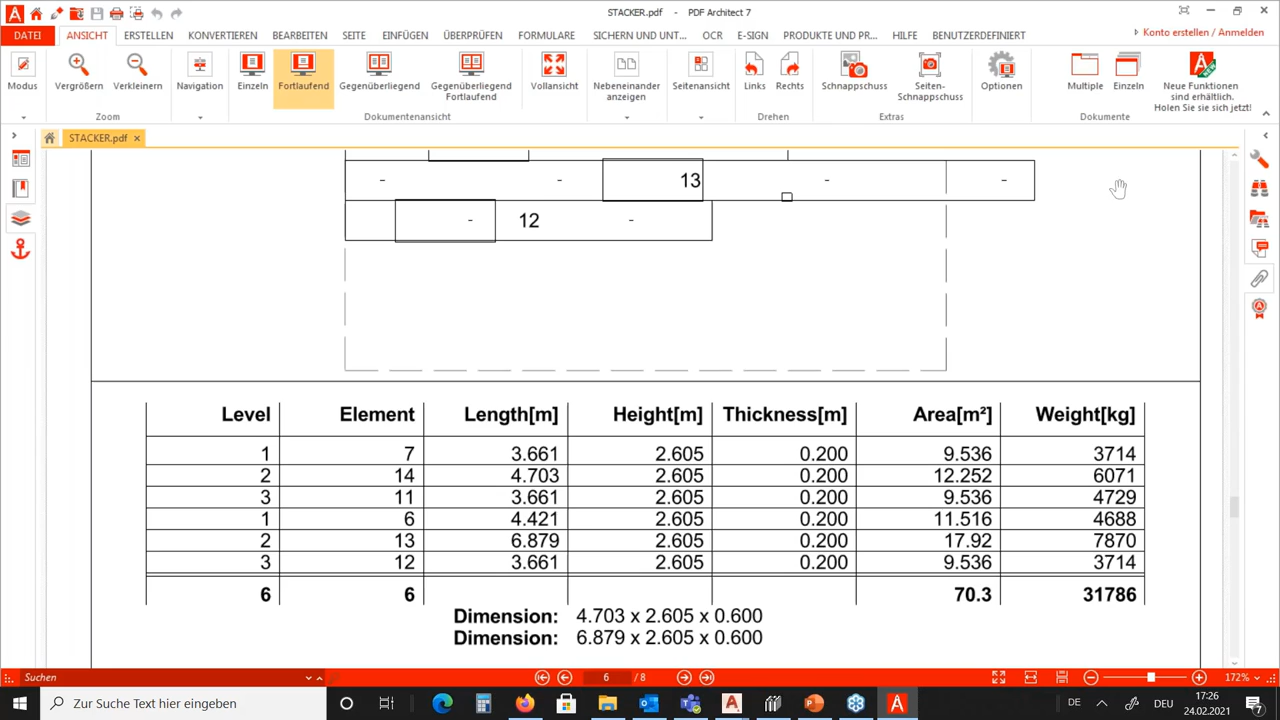 STACKER.pdf - PDF Architect 7
DATEI ANSICHT ERSTELLEN KONVERTIEREN BEARBEITEN SEITE EINFÜGEN ÜBERPRÜFEN FORMULARE SICHERN UND UNT... OCR E-SIGN PRODUKTE UND PR... HILFE BENUTZERDEFINIERT Konto erstellen / Anmelden
Modus Vergrößern Verkleinern Navigation Einzeln Fortlaufend Gegenüberliegend Gegenüberliegend Fortlaufend Vollansicht Nebeneinander anzeigen Seitenansicht Links Rechts Schnappschuss Seiten-Schnappschuss Optionen Multiple Einzeln Neue Funktionen sind erhältlich. Holen Sie sie sich jetzt!
Zoom Dokumentenansicht Drehen Extras Dokumente
STACKER.pdf ×
- - 13 - -
- 12 -
Level Element Length[m] Height[m] Thickness[m] Area[m²] Weight[kg]
1 7 3.661 2.605 0.200 9.536 3714
2 14 4.703 2.605 0.200 12.252 6071
3 11 3.661 2.605 0.200 9.536 4729
1 6 4.421 2.605 0.200 11.516 4688
2 13 6.879 2.605 0.200 17.92 7870
3 12 3.661 2.605 0.200 9.536 3714
6 6 70.3 31786
Dimension: 4.703 x 2.605 x 0.600
Dimension: 6.879 x 2.605 x 0.600
Suchen 6 / 8 172%
Zur Suche Text hier eingeben DE DEU 17:26
24.02.2021 7